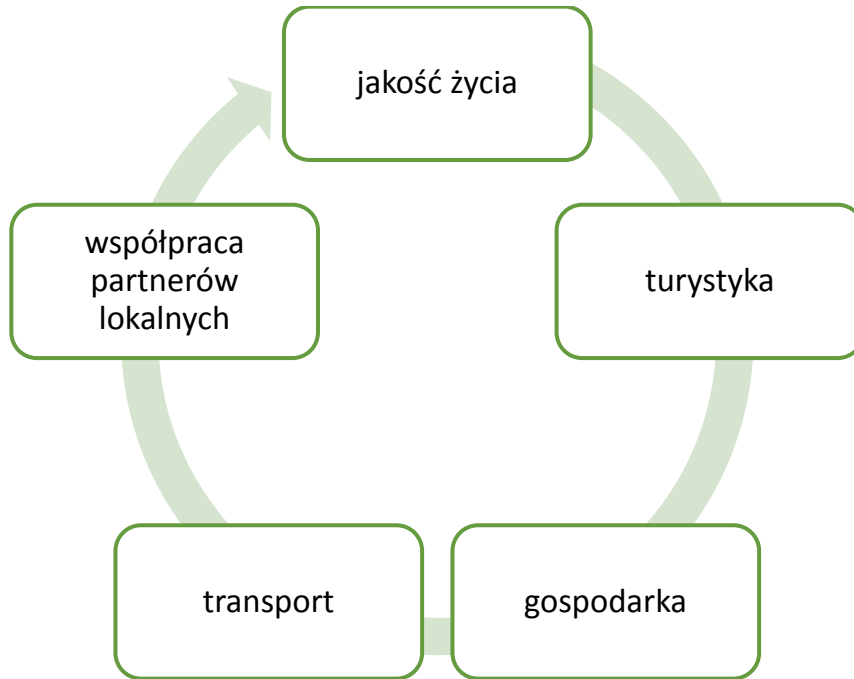 jakość życia
turystyka
gospodarka
transport
współpraca
partnerów
lokalnych